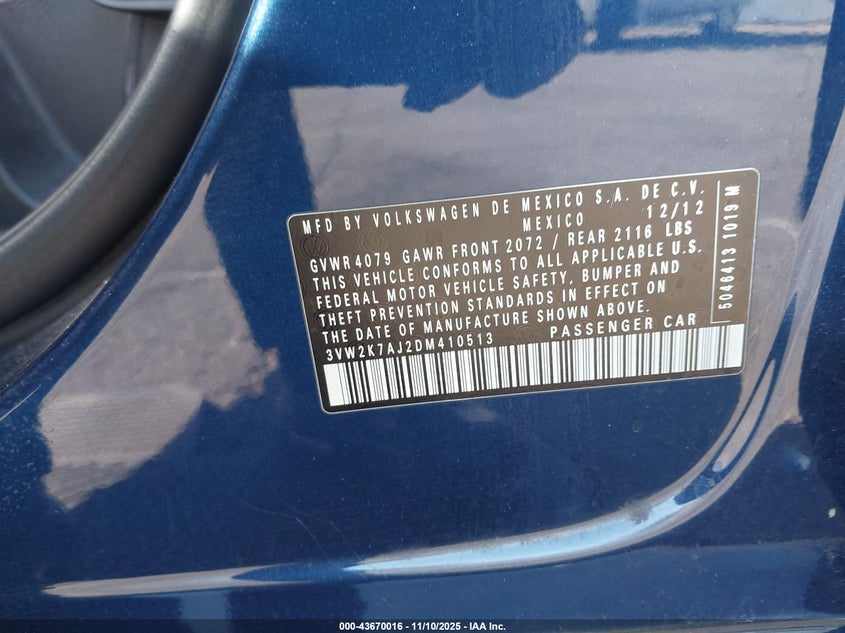 MFD BY VOLKSWAGEN DE MEXICO S.A. DE C.V.
MEXICO 12/12
GVWR 4079 GAWR FRONT 2072 / REAR 2116 LBS
THIS VEHICLE CONFORMS TO ALL APPLICABLE U.S.
FEDERAL MOTOR VEHICLE SAFETY, BUMPER AND
THEFT PREVENTION STANDARDS IN EFFECT ON
THE DATE OF MANUFACTURE SHOWN ABOVE.
3VW2K7AJ2DM410513 PASSENGER CAR
5046413 1019 M
000-43670016 - 11/10/2025 - IAA Inc.